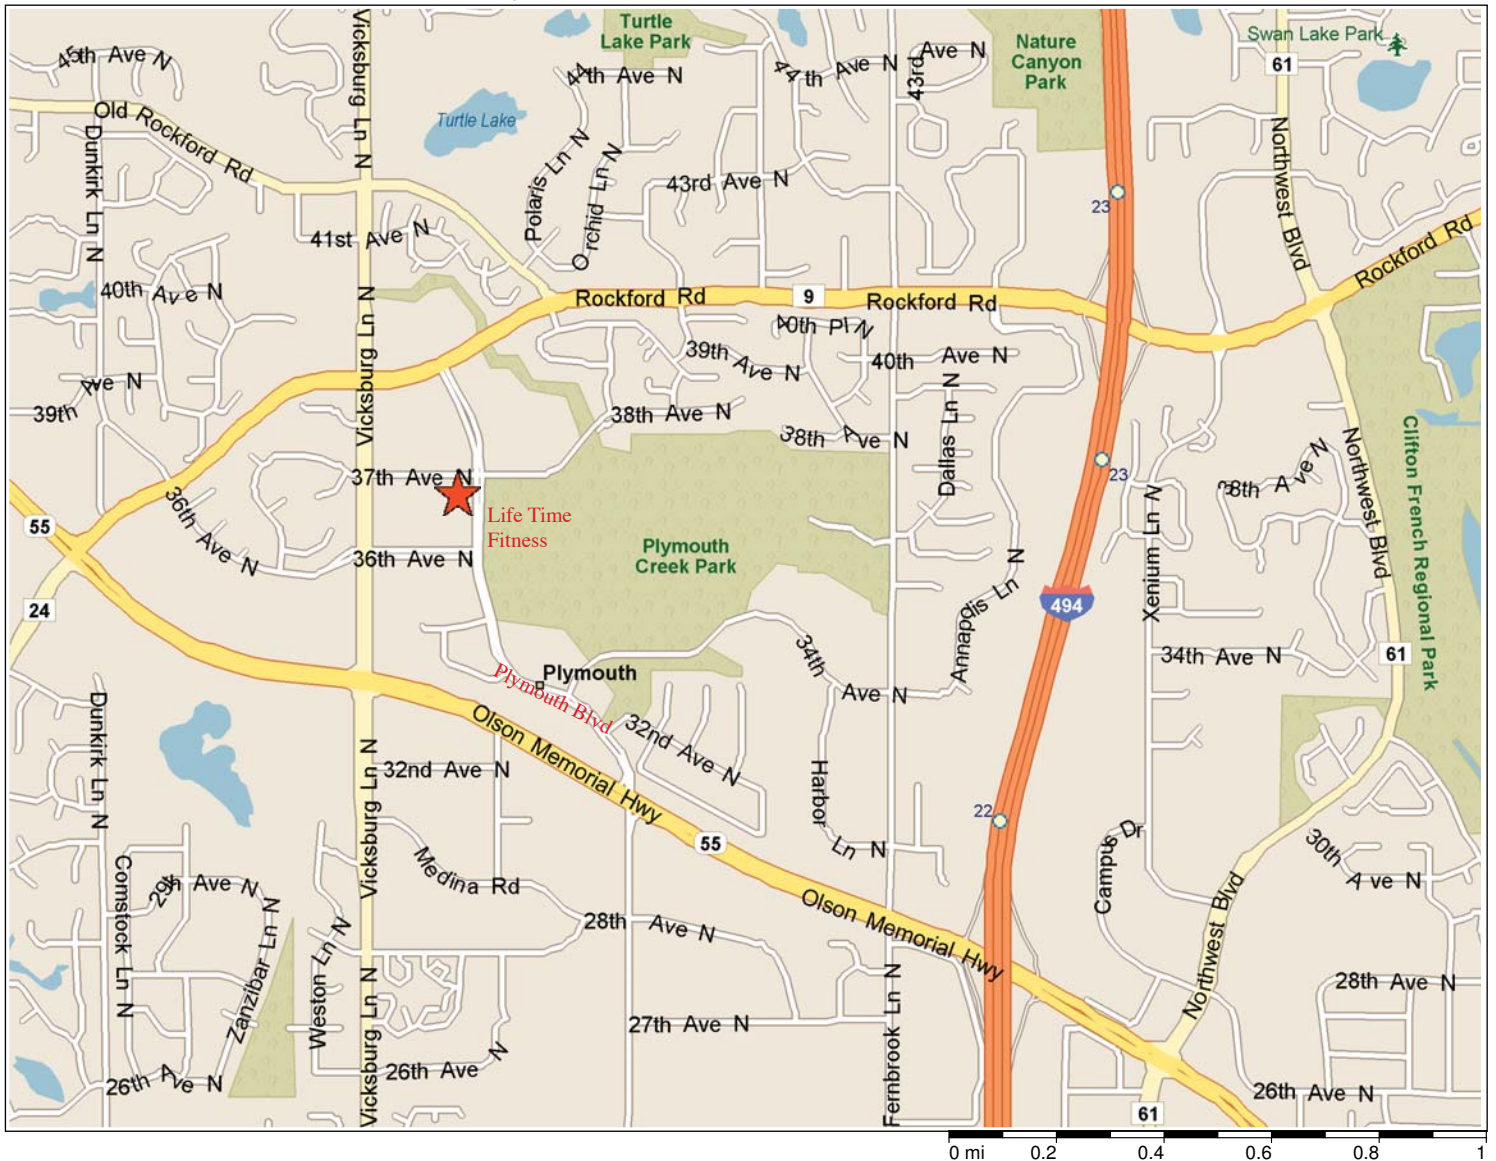 Turtle
Lake Park
Nature
Canyon
Park
Swan Lake Park
61
45th Ave N
44th Ave N
44th Ave N
43rd Ave N
Vicksburg Ln N
Old Rockford Rd
Turtle Lake
Dunkirk Ln N
Polaris Ln N
Orchid Ln N
43rd Ave N
Northwest Blvd
23
41st Ave N
Rockford Rd
40th Ave N
Vicksburg Ln N
Rockford Rd
9
Rockford Rd
40th Pl N
39th Ave N
40th Ave N
39th Ave N
38th Ave N
38th Ave N
Dallas Ln N
Clifton French Regional Park
Northwest Blvd
37th Ave N
23
38th Ave N
36th Ave N
55
Life Time
Fitness
Xenium Ln N
Plymouth
Creek Park
36th Ave N
24
494
Annapolis Ln N
34th Ave N
34th Ave N
61
Plymouth
Plymouth Blvd
Dunkirk Ln N
Olson Memorial Hwy
32nd Ave N
32nd Ave N
Vicksburg Ln N
Harbor Ln N
22
55
Campus Dr
30th Ave N
Medina Rd
Comstock Ln N
29th Ave N
Zanzibar Ln N
Weston Ln N
28th Ave N
Olson Memorial Hwy
Northwest Blvd
28th Ave N
Vicksburg Ln N
27th Ave N
Fernbrook Ln N
26th Ave N
26th Ave N
26th Ave N
61
0 mi 0.2 0.4 0.6 0.8 1